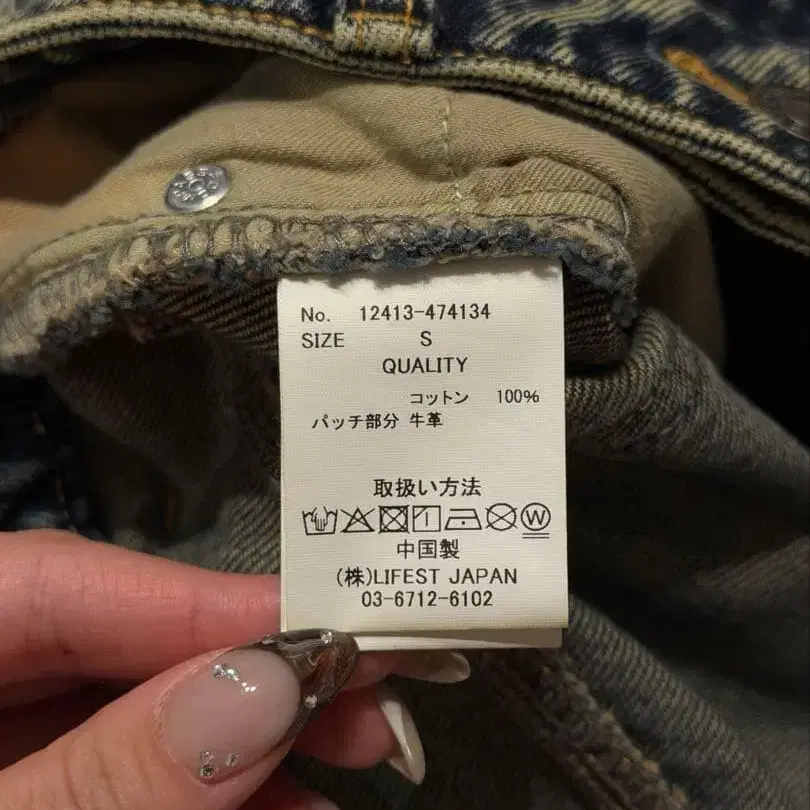 No. 12413-474134
SIZE S
QUALITY
コットン 100%
パッチ部分 牛革
取扱い方法
W
中国製
(株)LIFEST JAPAN
03-6712-6102